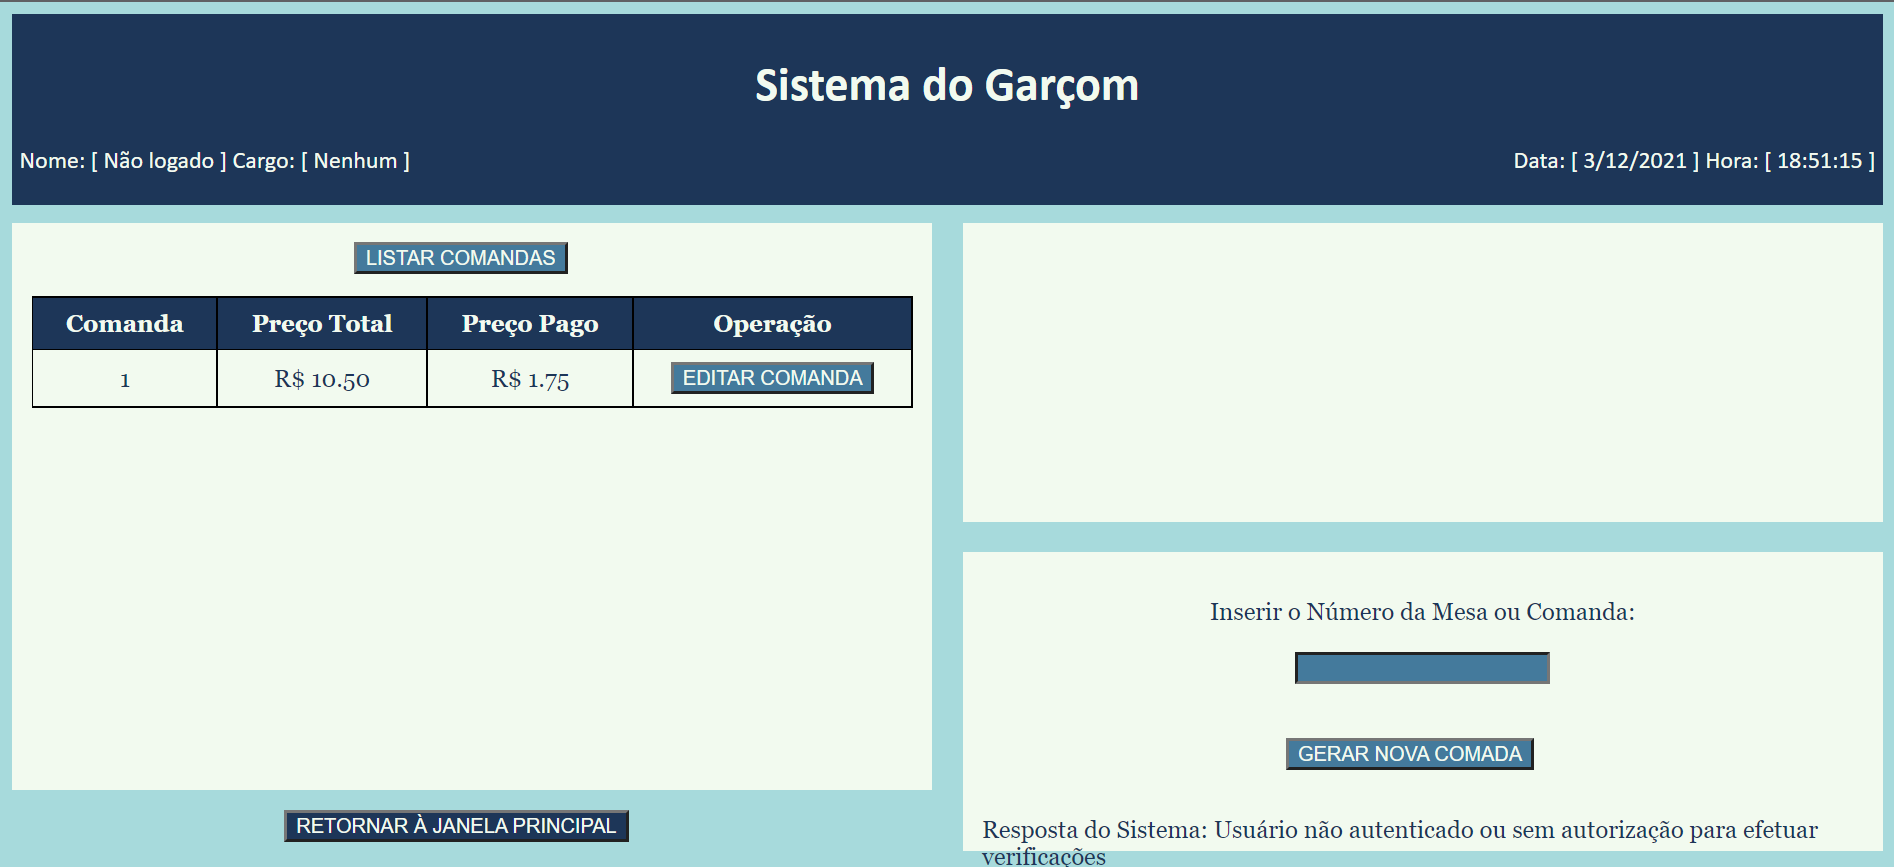 Sistema do Garçom
Nome: [ Não logado ] Cargo: [ Nenhum ]
Data: [ 3/12/2021 ] Hora: [ 18:51:15 ]
LISTAR COMANDAS
Comanda Preço Total Preço Pago Operação
1 R$ 10.50 R$ 1.75 EDITAR COMANDA
RETORNAR À JANELA PRINCIPAL
Inserir o Número da Mesa ou Comanda:
GERAR NOVA COMADA
Resposta do Sistema: Usuário não autenticado ou sem autorização para efetuar
verificações